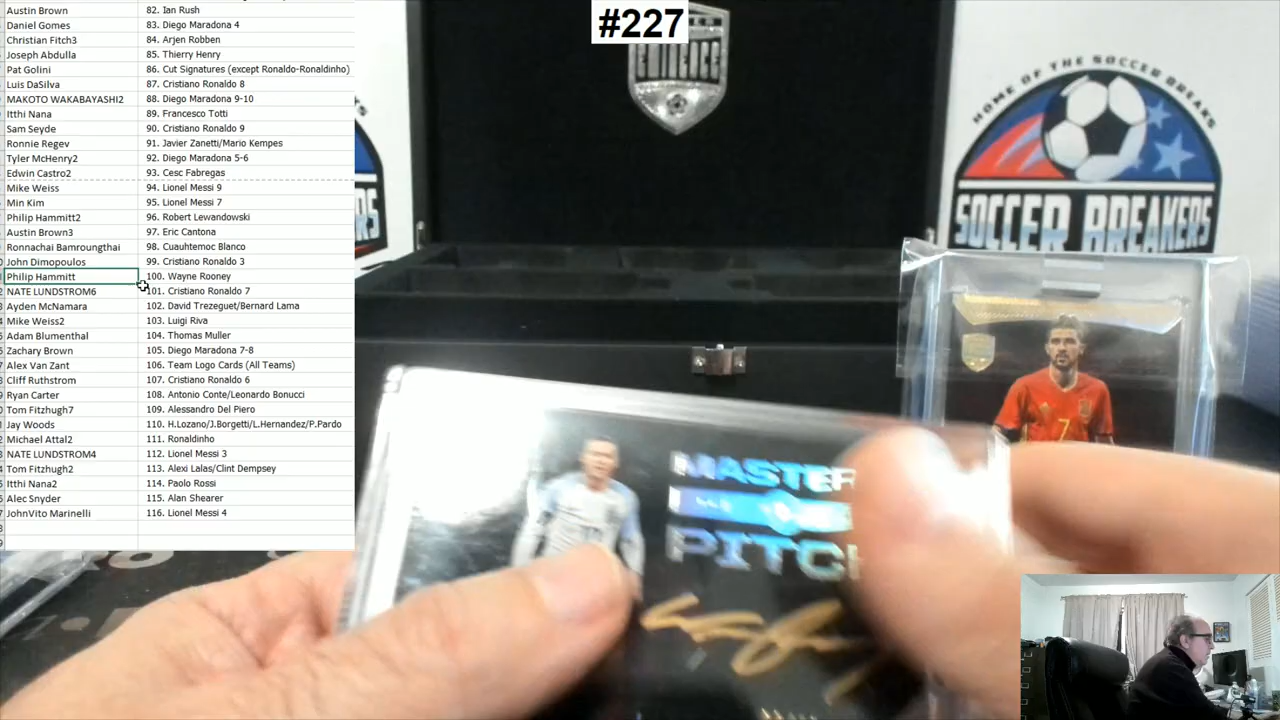 #227
Austin Brown 82. Ian Rush
Daniel Gomes 83. Diego Maradona 4
Christian Fitch3 84. Arjen Robben
Joseph Abdulla 85. Thierry Henry
Pat Golini 86. Cut Signatures (except Ronaldo-Ronaldinho)
Luis DaSilva 87. Cristiano Ronaldo 8
MAKOTO WAKABAYASHI2 88. Diego Maradona 9-10
Itthi Nana 89. Francesco Totti
Sam Seyde 90. Cristiano Ronaldo 9
Ronnie Regev 91. Javier Zanetti/Mario Kempes
Tyler McHenry2 92. Diego Maradona 5-6
Edwin Castro2 93. Cesc Fabregas
Mike Weiss 94. Lionel Messi 9
Min Kim 95. Lionel Messi 7
Philip Hammitt2 96. Robert Lewandowski
Austin Brown3 97. Eric Cantona
Ronnachai Bamroungthai 98. Cuauhtemoc Blanco
John Dimopoulos 99. Cristiano Ronaldo 3
Philip Hammitt 100. Wayne Rooney
NATE LUNDSTROM6 101. Cristiano Ronaldo 7
Ayden McNamara 102. David Trezeguet/Bernard Lama
Mike Weiss2 103. Luigi Riva
Adam Blumenthal 104. Thomas Muller
Zachary Brown 105. Diego Maradona 7-8
Alex Van Zant 106. Team Logo Cards (All Teams)
Cliff Ruthstrom 107. Cristiano Ronaldo 6
Ryan Carter 108. Antonio Conte/Leonardo Bonucci
Tom Fitzhugh7 109. Alessandro Del Piero
Jay Woods 110. H.Lozano/J.Borgetti/L.Hernandez/P.Pardo
Michael Attal2 111. Ronaldinho
NATE LUNDSTROM4 112. Lionel Messi 3
Tom Fitzhugh2 113. Alexi Lalas/Clint Dempsey
Itthi Nana2 114. Paolo Rossi
Alec Snyder 115. Alan Shearer
JohnVito Marinelli 116. Lionel Messi 4
HOME OF THE SOCCER BREAKS
SOCCER BREAKERS
7
MASTER
PITCH